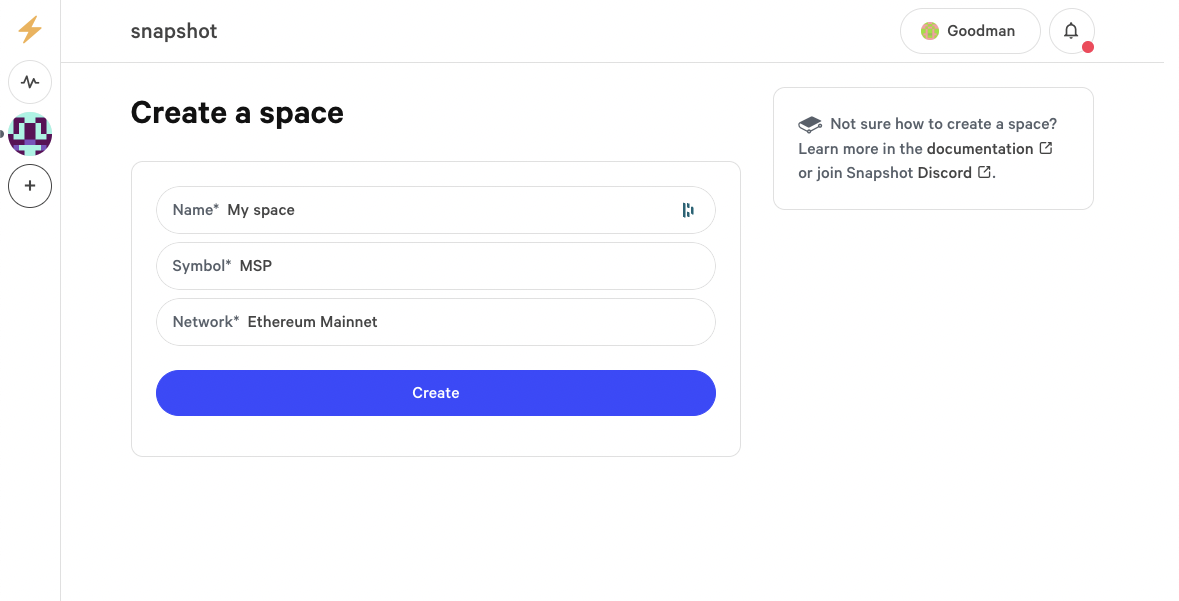 snapshot
Goodman
Create a space
Name* My space
Symbol* MSP
Network* Ethereum Mainnet
Create
Not sure how to create a space?
Learn more in the documentation
or join Snapshot Discord .